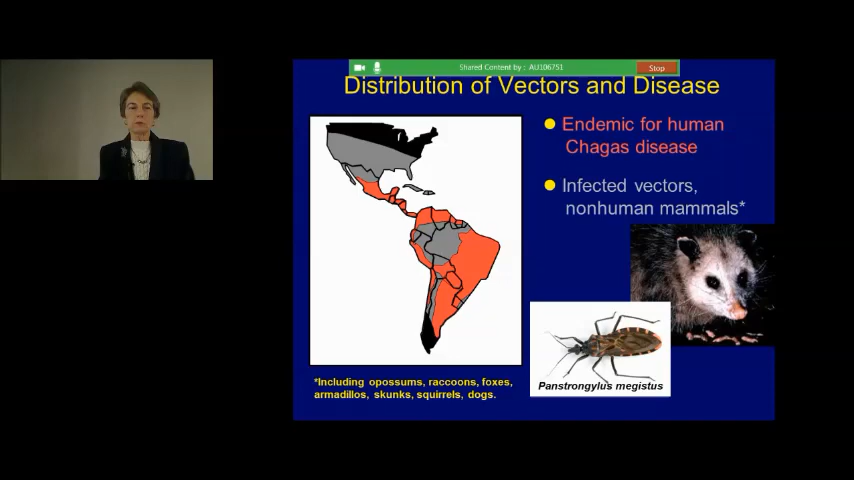 Shared Content by : AU106751
Stop
Distribution of Vectors and Disease
Endemic for human
Chagas disease
Infected vectors,
nonhuman mammals*
Panstrongylus megistus
*Including opossums, raccoons, foxes,
armadillos, skunks, squirrels, dogs.